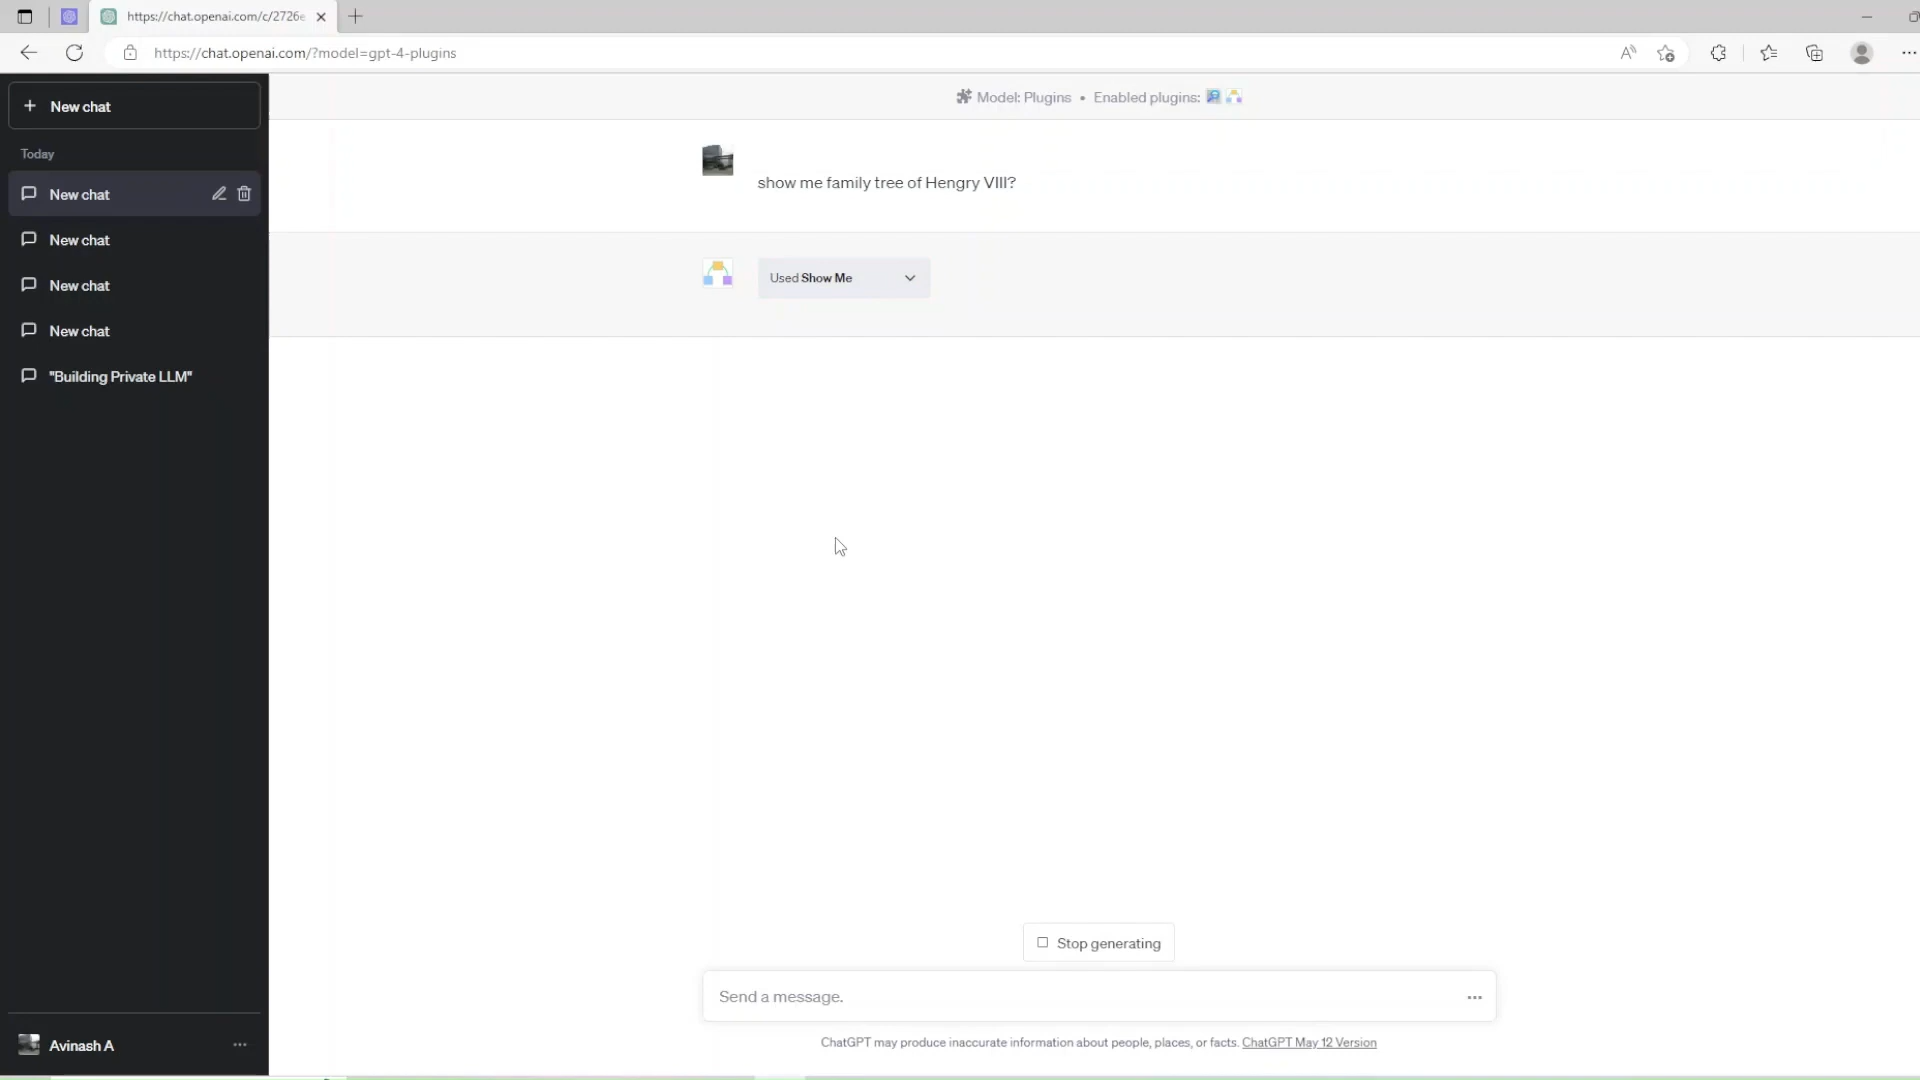 https://chat.openai.com/c/2726e
https://chat.openai.com/?model=gpt-4-plugins
New chat
Model: Plugins • Enabled plugins:
Today
New chat
show me family tree of Hengry VIII?
New chat
Used Show Me
New chat
New chat
"Building Private LLM"
Stop generating
Send a message.
ChatGPT may produce inaccurate information about people, places, or facts. ChatGPT May 12 Version
Avinash A